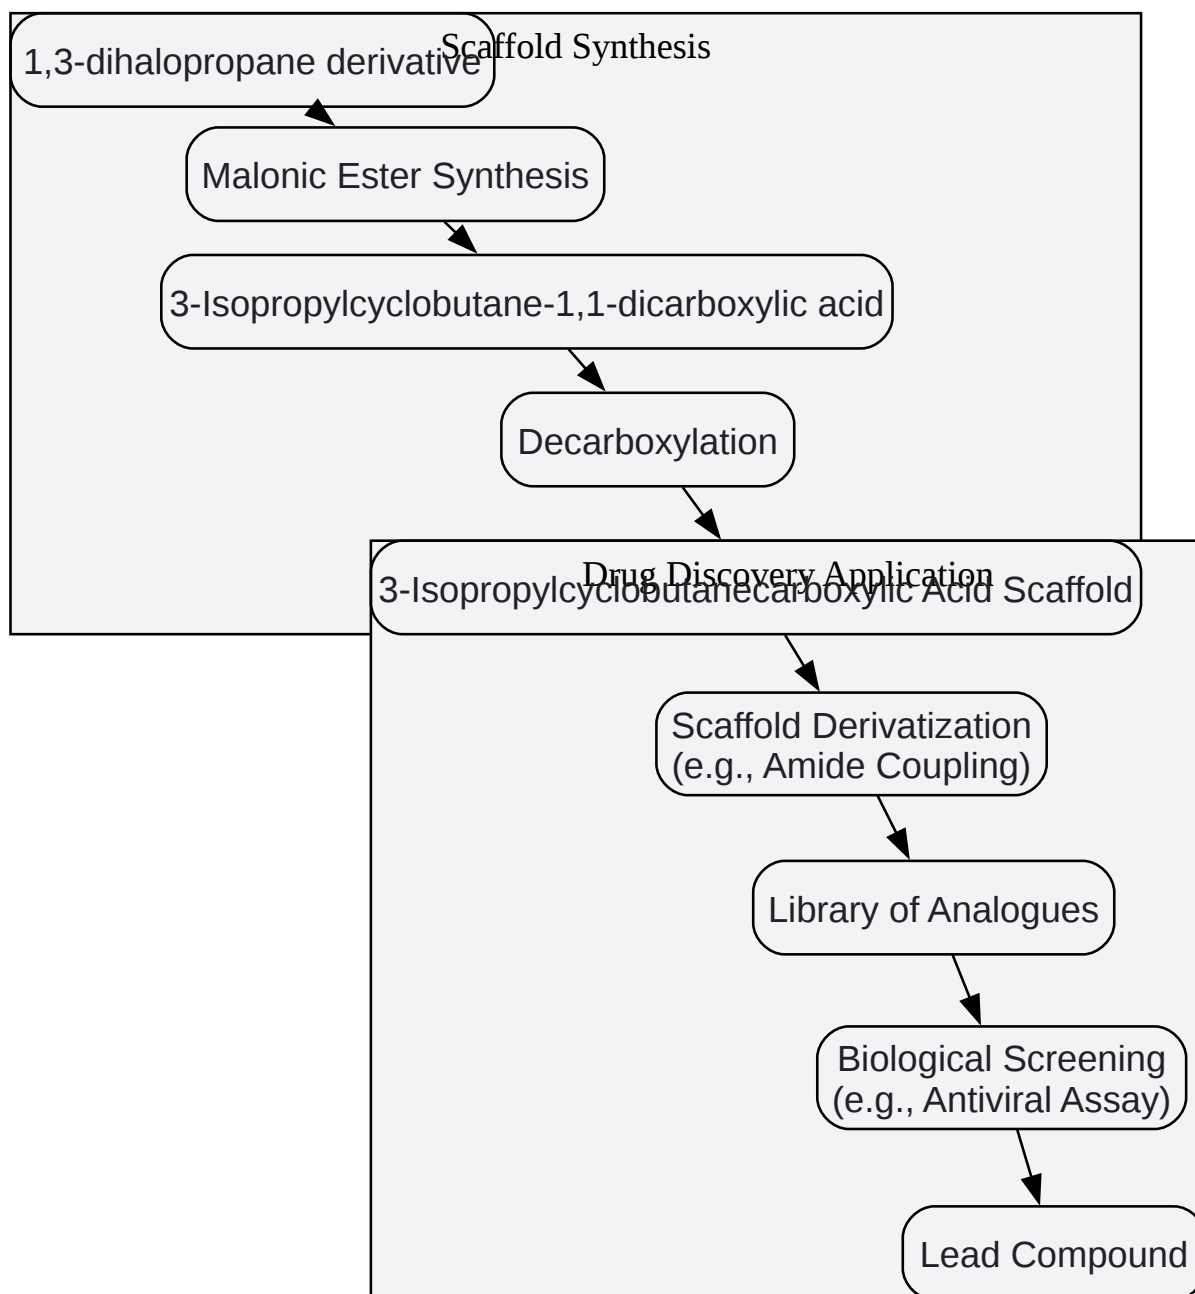 Scaffold Synthesis
1,3-dihalopropane derivative
Malonic Ester Synthesis
3-Isopropylcyclobutane-1,1-dicarboxylic acid
Decarboxylation
Drug Discovery Application
3-Isopropylcyclobutanecarboxylic Acid Scaffold
Scaffold Derivatization
(e.g., Amide Coupling)
Library of Analogues
Biological Screening
(e.g., Antiviral Assay)
Lead Compound